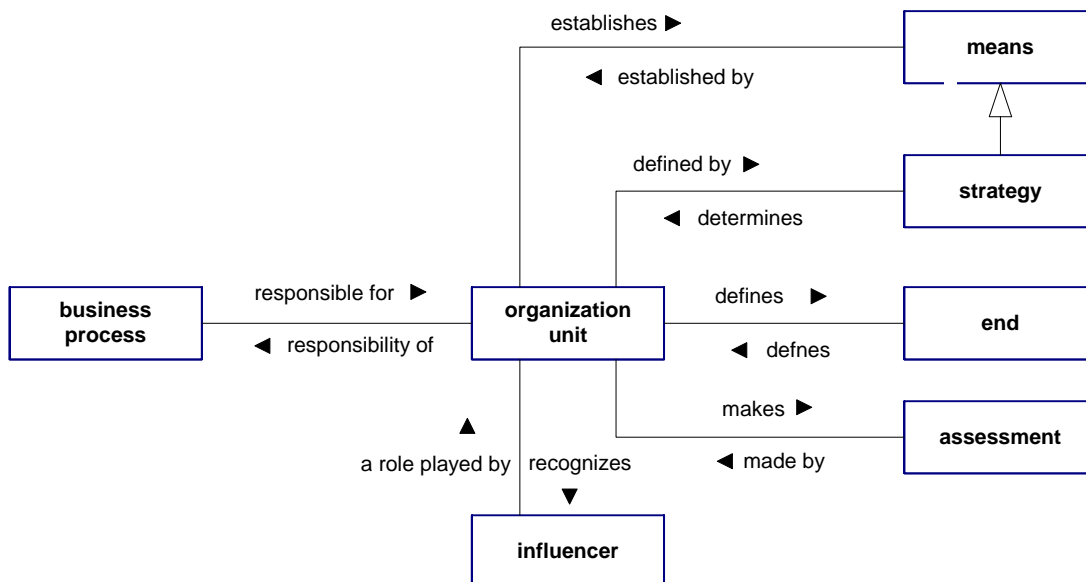 establishes ►
means
◄ established by
defined by ►
strategy
◄ determines
business
process
responsible for ►
◄ responsibility of
organization
unit
defines ►
end
◄ defnes
makes ►
assessment
◄ made by
▲
a role played by
recognizes
▼
influencer